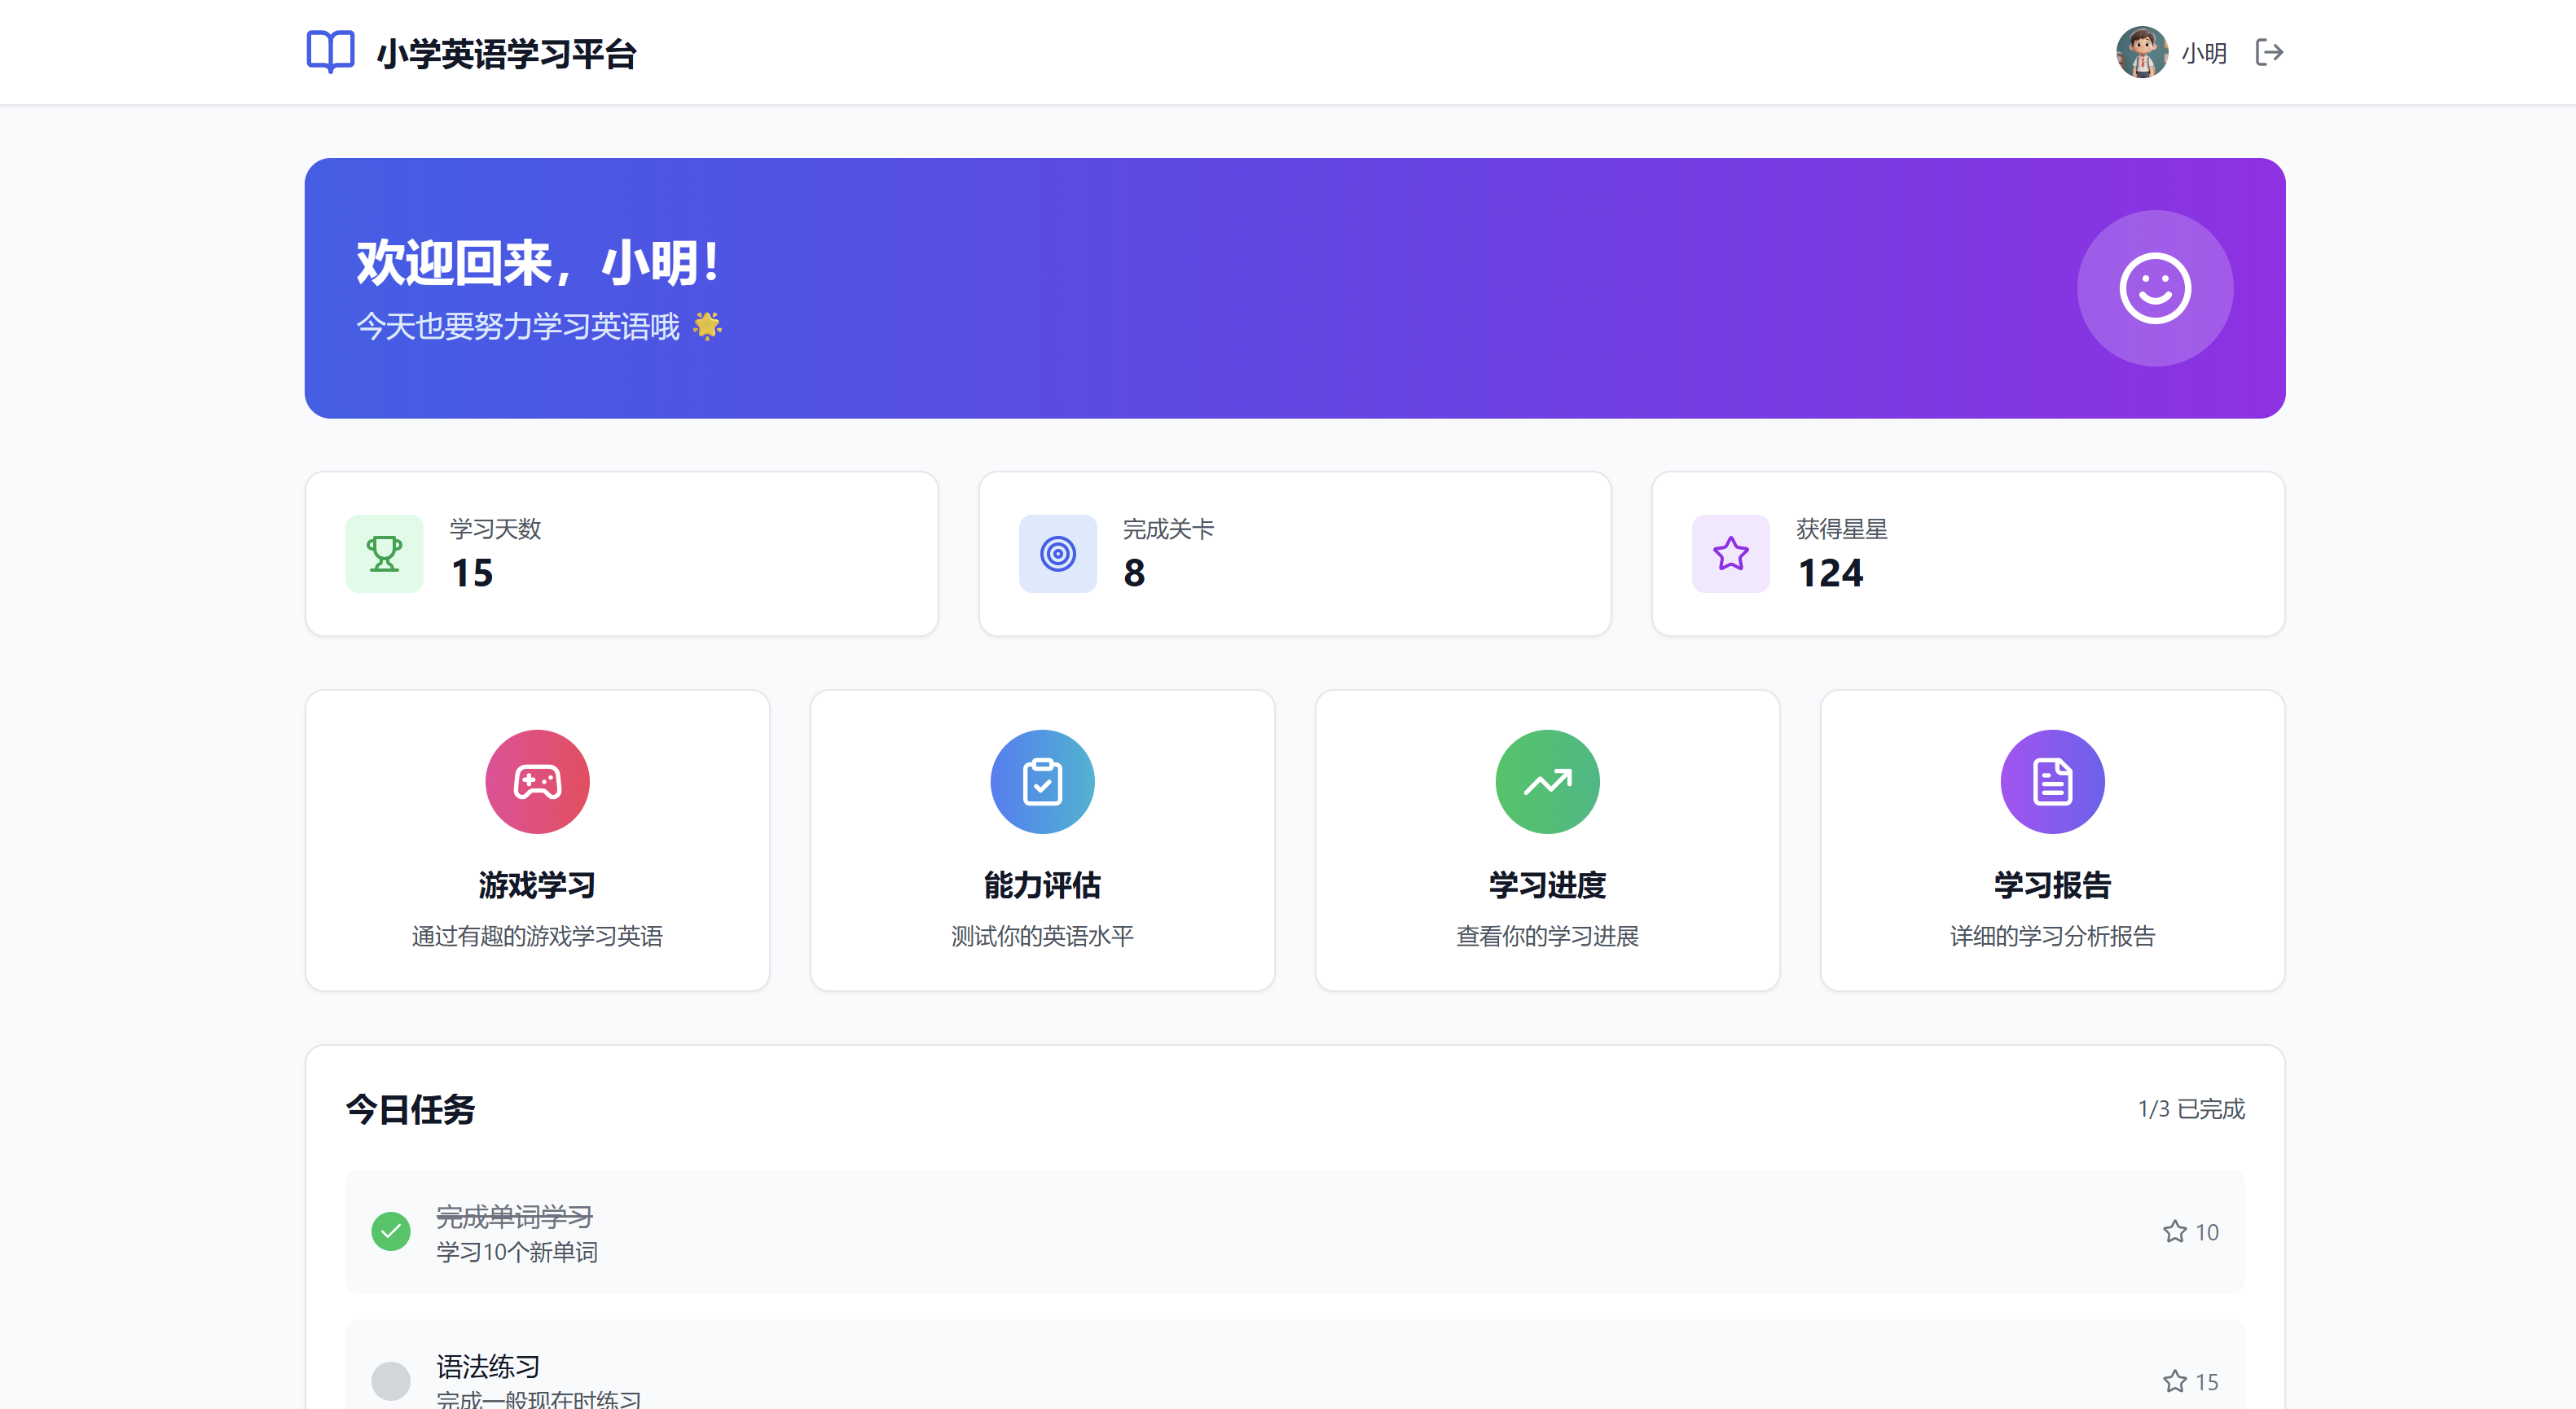 小学英语学习平台
小明
欢迎回来，小明！
今天也要努力学习英语哦 🌟
学习天数
15
完成关卡
8
获得星星
124
游戏学习
通过有趣的游戏学习英语
能力评估
测试你的英语水平
学习进度
查看你的学习进展
学习报告
详细的学习分析报告
今日任务
1/3 已完成
完成单词学习
学习10个新单词
10
语法练习
完成一般现在时练习
15